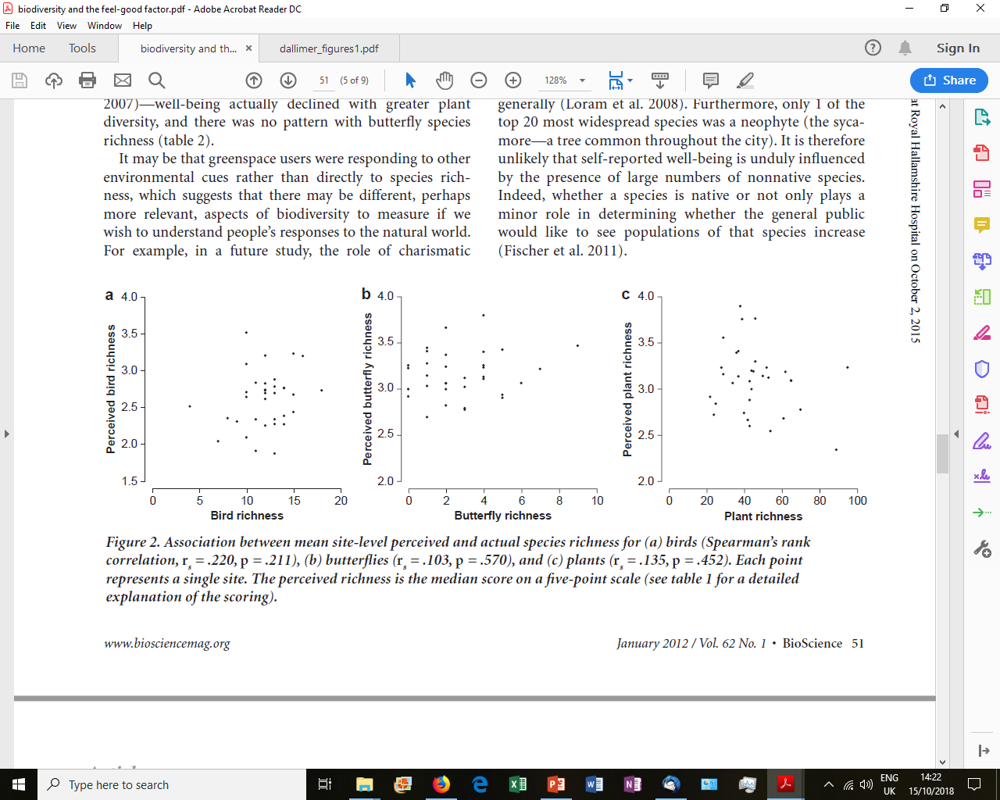 biodiversity and the feel-good factor.pdf - Adobe Acrobat Reader DC
File Edit View Window Help
Home Tools biodiversity and th... × dallimer_figures1.pdf Sign In
51 (5 of 9) 128% Share
2007)—well-being actually declined with greater plant
diversity, and there was no pattern with butterfly species
richness (table 2).
It may be that greenspace users were responding to other
environmental cues rather than directly to species rich-
ness, which suggests that there may be different, perhaps
more relevant, aspects of biodiversity to measure if we
wish to understand people's responses to the natural world.
For example, in a future study, the role of charismatic
generally (Loram et al. 2008). Furthermore, only 1 of the
top 20 most widespread species was a neophyte (the syca-
more—a tree common throughout the city). It is therefore
unlikely that self-reported well-being is unduly influenced
by the presence of large numbers of nonnative species.
Indeed, whether a species is native or not only plays a
minor role in determining whether the general public
would like to see populations of that species increase
(Fischer et al. 2011).
at Royal Hallamshire Hospital on October 2, 2015
a
Perceived bird richness
4.0
3.5
3.0
2.5
2.0
1.5
0 5 10 15 20
Bird richness
b
Perceived butterfly richness
4.0
3.5
3.0
2.5
2.0
0 2 4 6 8 10
Butterfly richness
c
Perceived plant richness
4.0
3.5
3.0
2.5
2.0
0 20 40 60 80 100
Plant richness
Figure 2. Association between mean site-level perceived and actual species richness for (a) birds (Spearman's rank
correlation, rs = .220, p = .211), (b) butterflies (rs = .103, p = .570), and (c) plants (rs = .135, p = .452). Each point
represents a single site. The perceived richness is the median score on a five-point scale (see table 1 for a detailed
explanation of the scoring).
www.biosciencemag.org
January 2012 / Vol. 62 No. 1 • BioScience 51
Type here to search
ENG
UK
14:22
15/10/2018